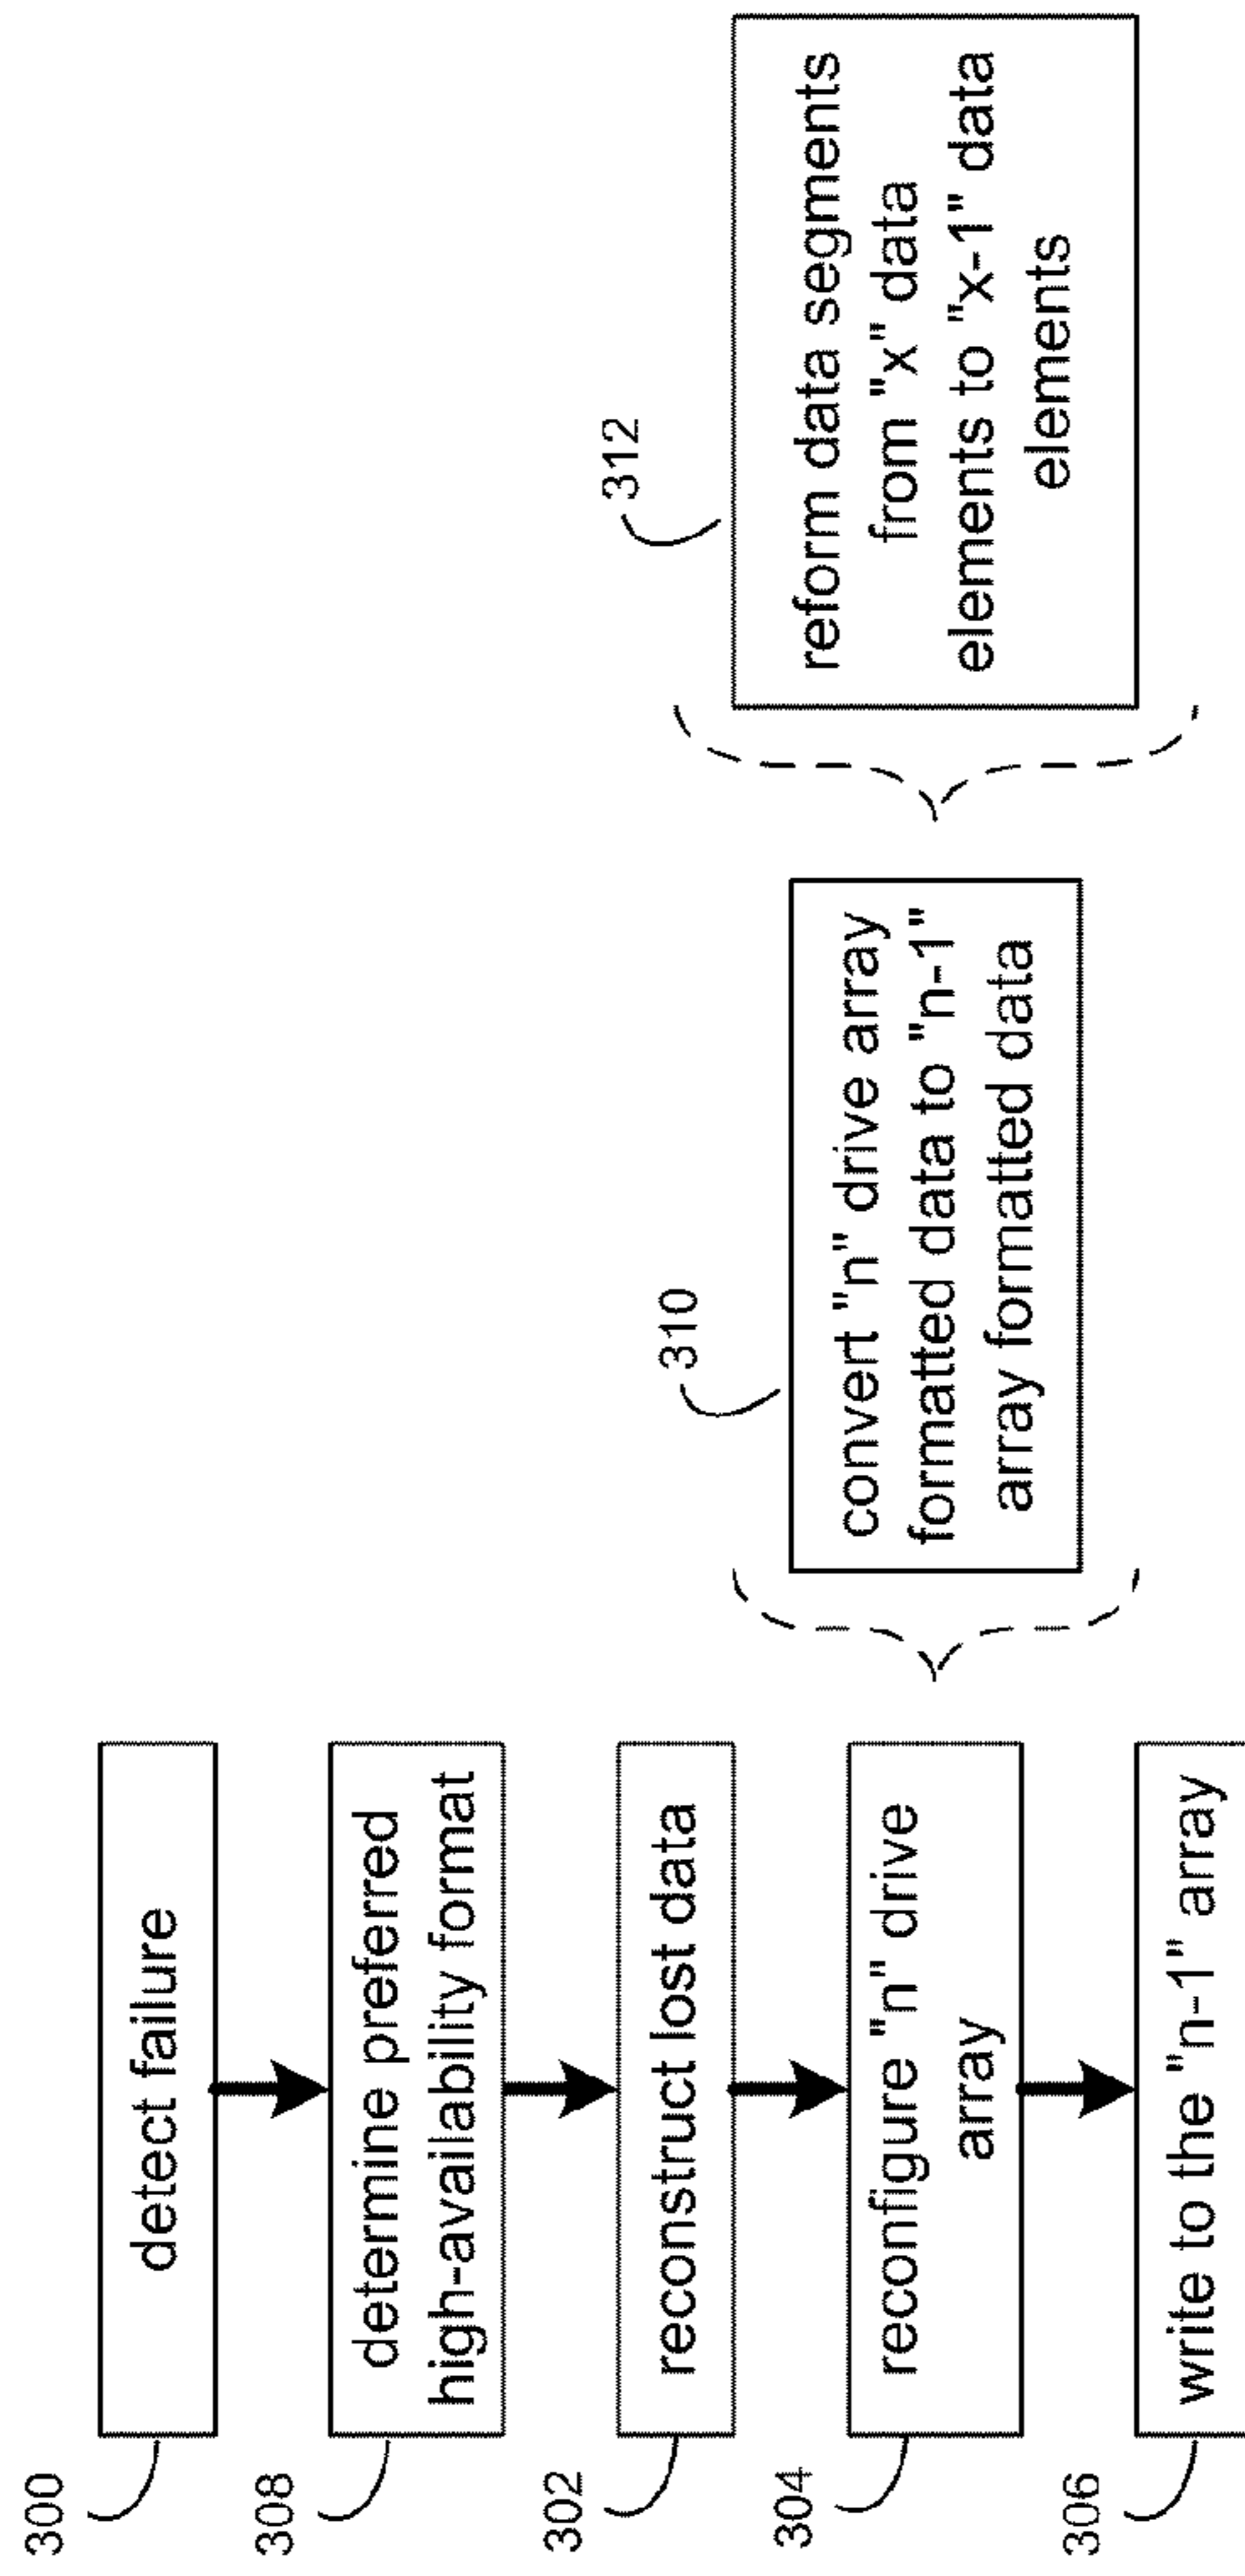 300
detect failure
308
determine preferred
high-availability format
302
reconstruct lost data
304
reconfigure "n" drive
array
306
write to the "n-1" array
310
convert "n" drive array
formatted data to "n-1"
array formatted data
312
reform data segments
from "x" data
elements to "x-1" data
elements